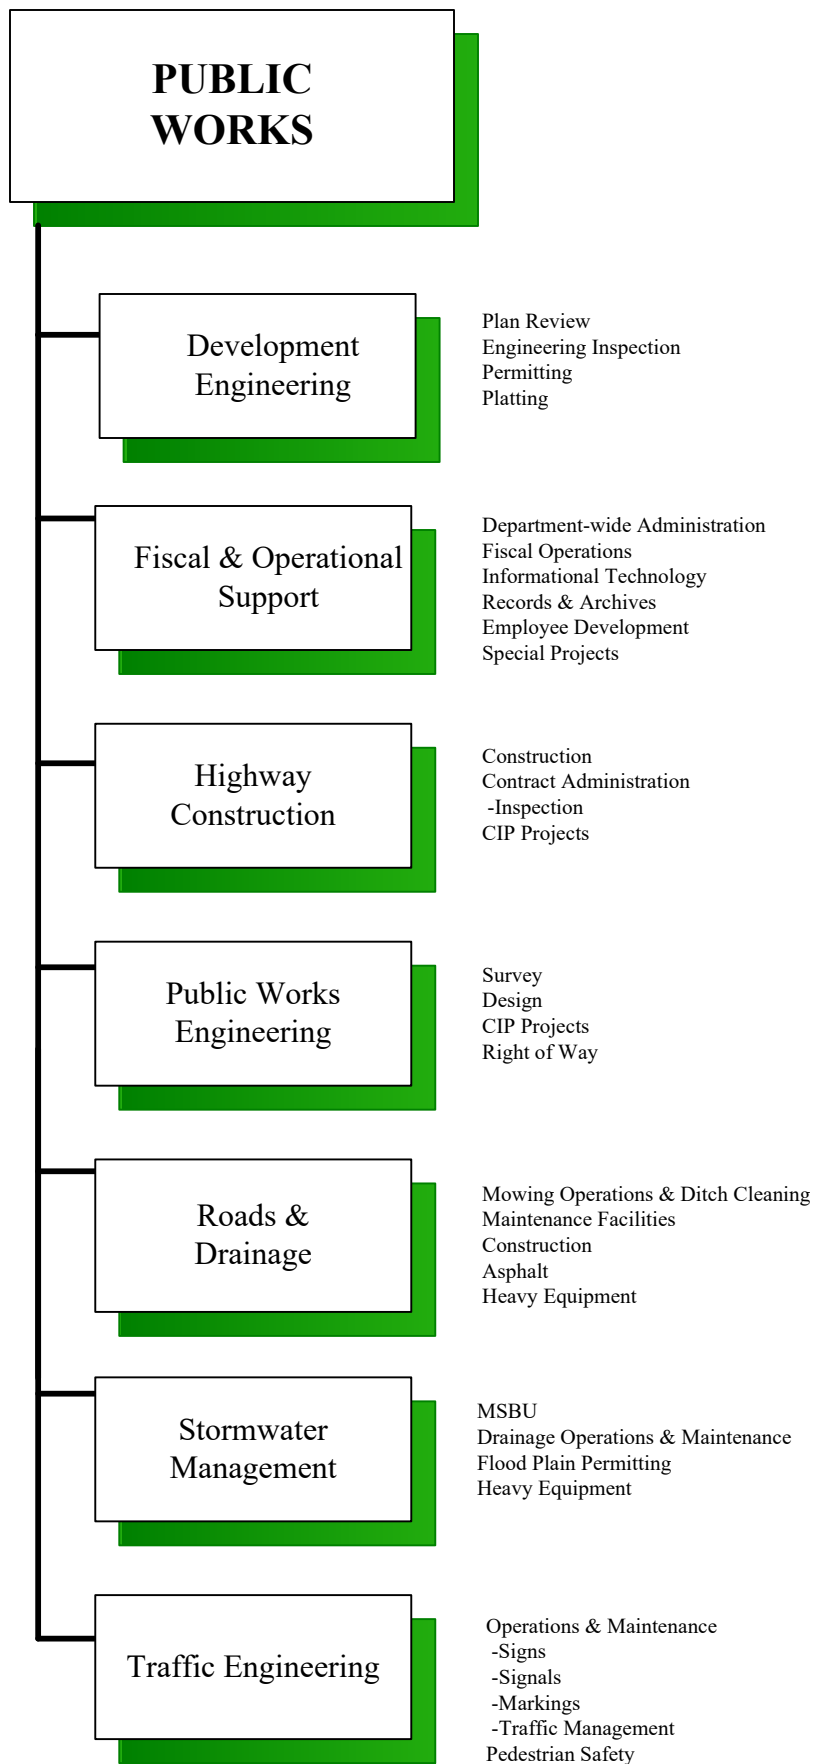 PUBLIC
WORKS
Development
Engineering
Plan Review
Engineering Inspection
Permitting
Platting
Fiscal & Operational
Support
Department-wide Administration
Fiscal Operations
Informational Technology
Records & Archives
Employee Development
Special Projects
Highway
Construction
Construction
Contract Administration
-Inspection
CIP Projects
Public Works
Engineering
Survey
Design
CIP Projects
Right of Way
Roads &
Drainage
Mowing Operations & Ditch Cleaning
Maintenance Facilities
Construction
Asphalt
Heavy Equipment
Stormwater
Management
MSBU
Drainage Operations & Maintenance
Flood Plain Permitting
Heavy Equipment
Traffic Engineering
Operations & Maintenance
-Signs
-Signals
-Markings
-Traffic Management
Pedestrian Safety